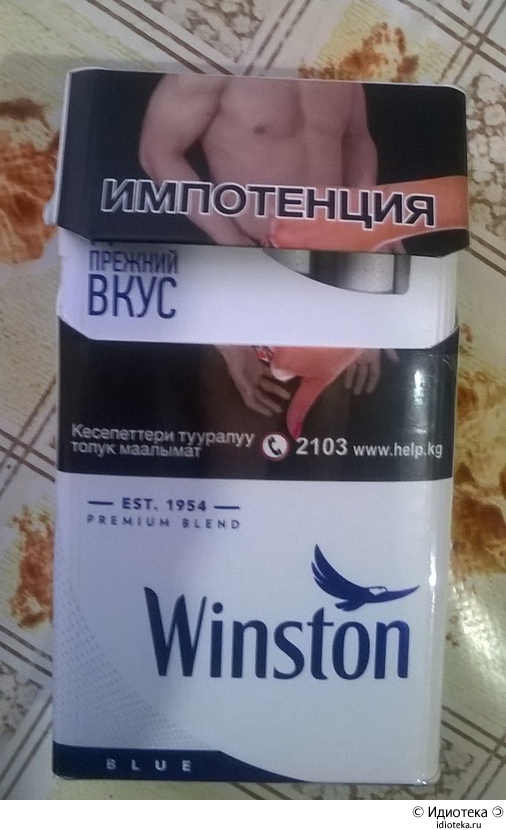 ИМПОТЕНЦИЯ
ПРЕЖНИЙ
ВКУС
Кесепеттери тууралуу
толук маалымат
2103 www.help.kg
EST. 1954
PREMIUM BLEND
Winston
BLUE
© Идиотека
idioteka.ru